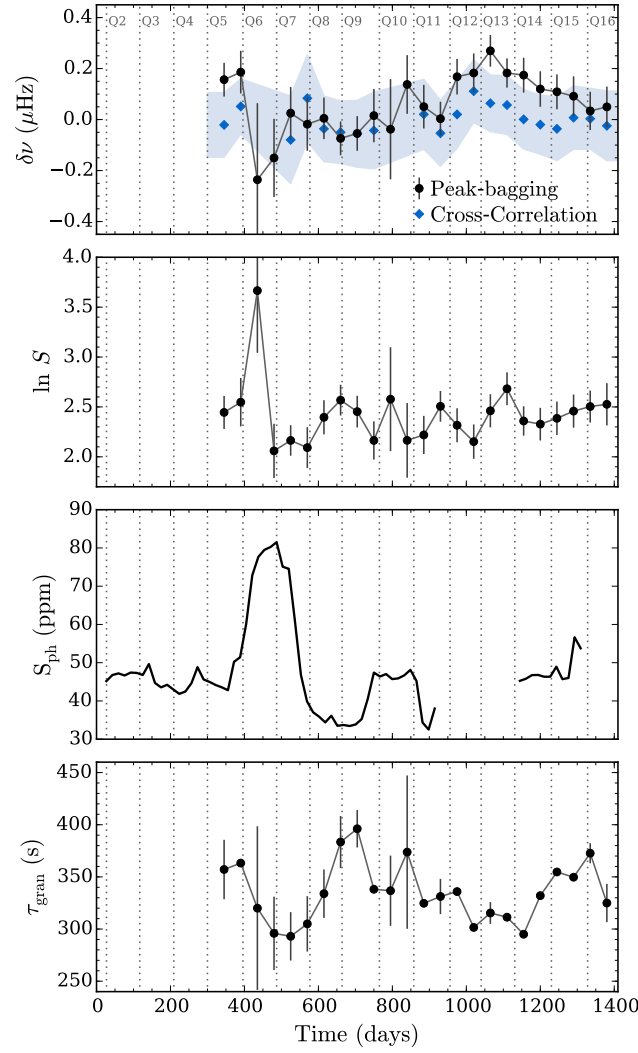 Q2 Q3 Q4 Q5 Q6 Q7 Q8 Q9 Q10 Q11 Q12 Q13 Q14 Q15 Q16
0.4
0.2
0.0
−0.2
−0.4
δν (μHz)
Peak-bagging
Cross-Correlation
4.0
3.5
3.0
2.5
2.0
ln S
90
80
70
60
50
40
30
S_ph (ppm)
450
400
350
300
250
τ_gran (s)
0 200 400 600 800 1000 1200 1400
Time (days)